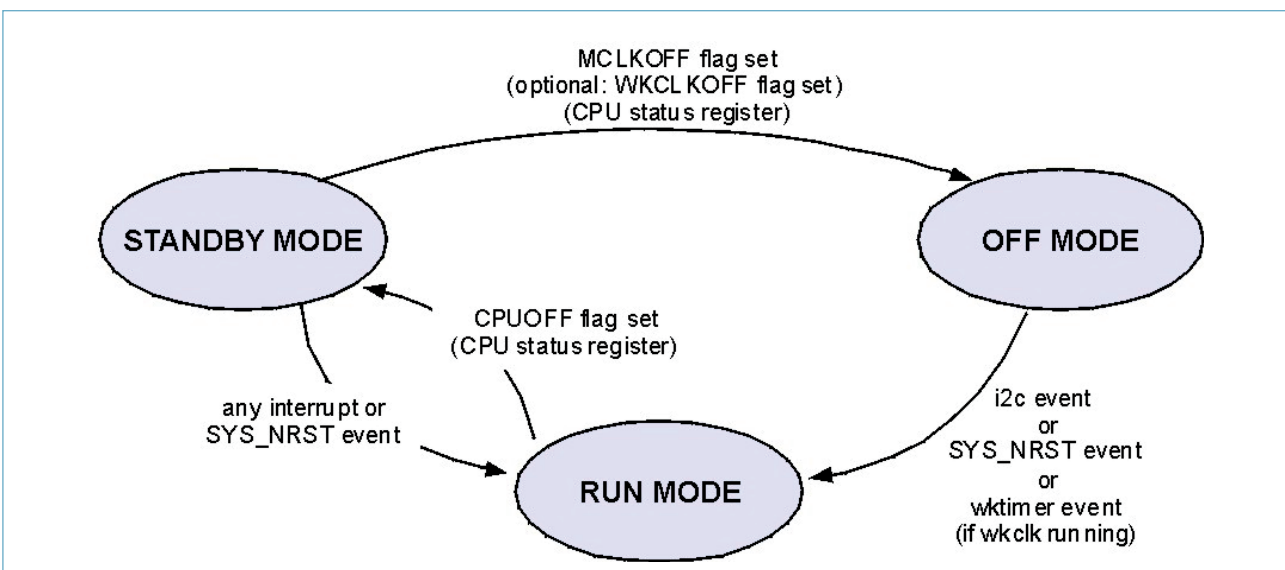 MCLKOFF flag set
(optional: WKCLKOFF flag set)
(CPU status register)
STANDBY MODE
OFF MODE
CPUOFF flag set
(CPU status register)
any interrupt or
SYS_NRST event
i2c event
or
SYS_NRST event
or
wktimer event
(if wkclk running)
RUN MODE